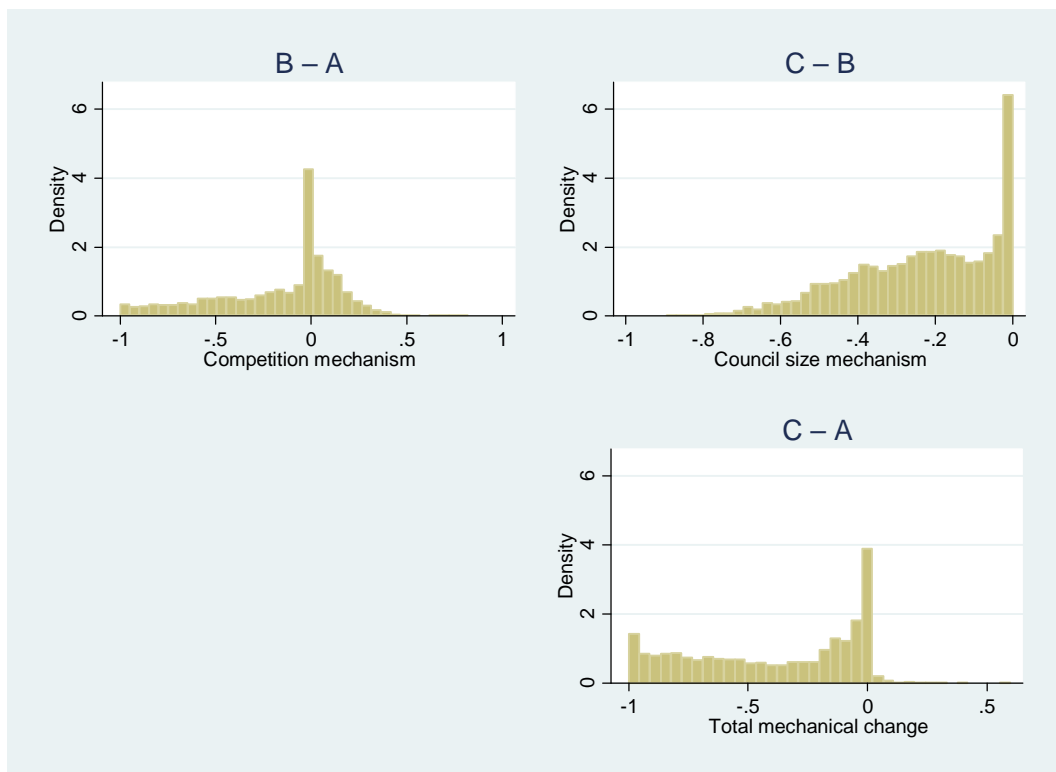 B – A
Density
6
4
2
0
-1 -.5 0 .5 1
Competition mechanism
C – B
Density
6
4
2
0
-1 -.8 -.6 -.4 -.2 0
Council size mechanism
C – A
Density
6
4
2
0
-1 -.5 0 .5
Total mechanical change